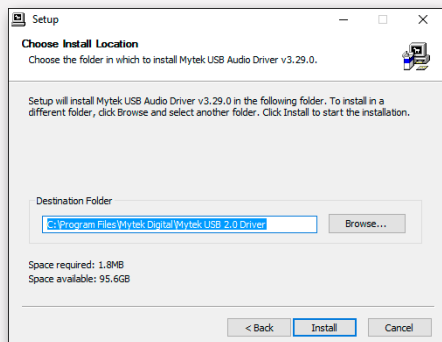 Setup
Choose Install Location
Choose the folder in which to install Mytek USB Audio Driver v3.29.0.
Setup will install Mytek USB Audio Driver v3.29.0 in the following folder. To install in a
different folder, click Browse and select another folder. Click Install to start the installation.
Destination Folder
C:\Program Files\Mytek Digital\Mytek USB 2.0 Driver
Browse...
Space required: 1.8MB
Space available: 95.6GB
< Back Install Cancel